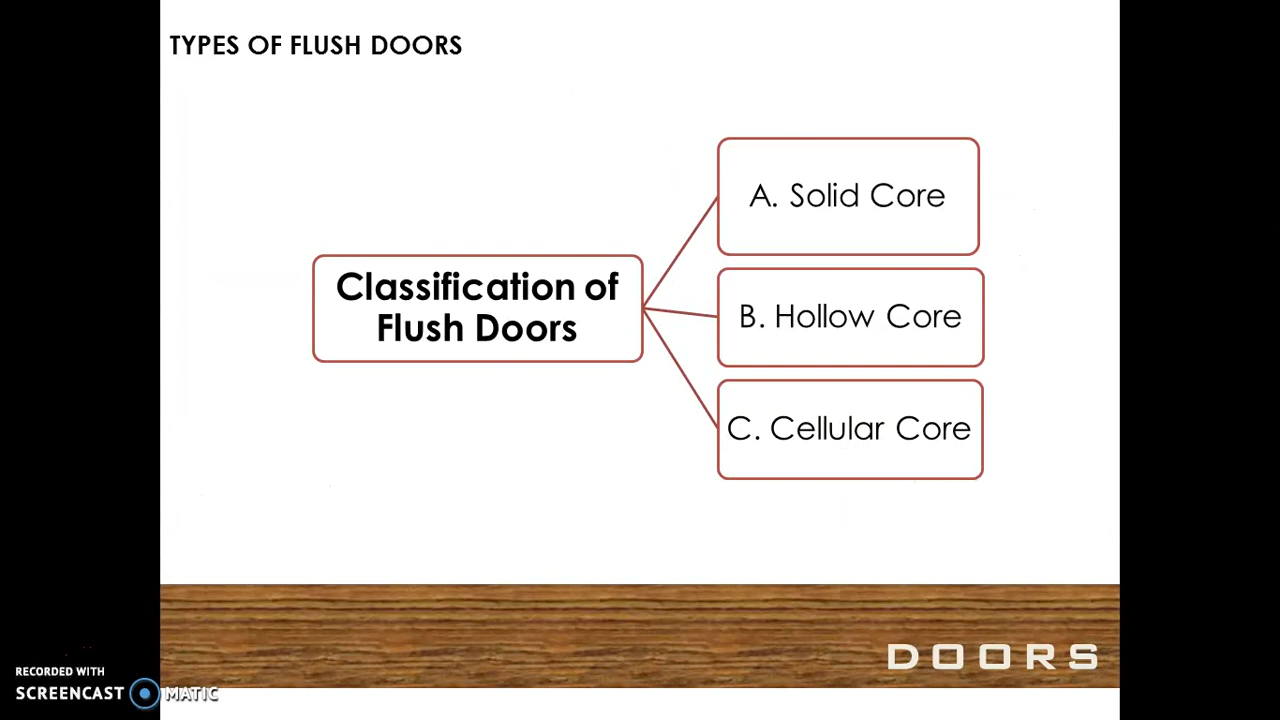 TYPES OF FLUSH DOORS
A. Solid Core
Classification of
Flush Doors
B. Hollow Core
C. Cellular Core
DOORS
RECORDED WITH
SCREENCAST MATIC